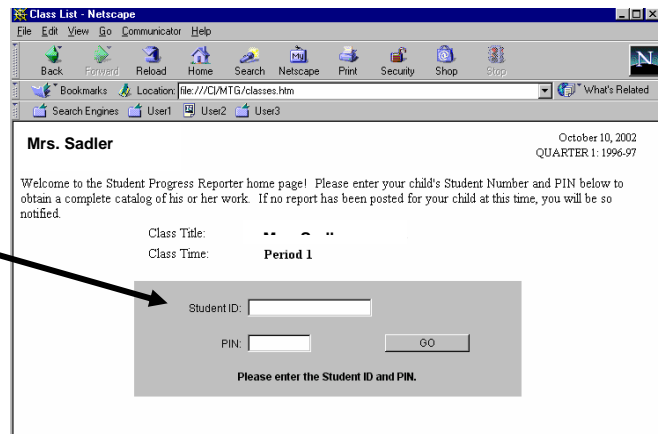 Class List - Netscape
File Edit View Go Communicator Help
Back Forward Reload Home Search Netscape Print Security Shop Stop
Bookmarks Location: file:///C|/MTG/classes.htm What's Related
Search Engines User1 User2 User3
Mrs. Sadler
October 10, 2002
QUARTER 1: 1996-97
Welcome to the Student Progress Reporter home page! Please enter your child's Student Number and PIN below to
obtain a complete catalog of his or her work. If no report has been posted for your child at this time, you will be so
notified.
Class Title:
Class Time: Period 1
Student ID:
PIN: GO
Please enter the Student ID and PIN.